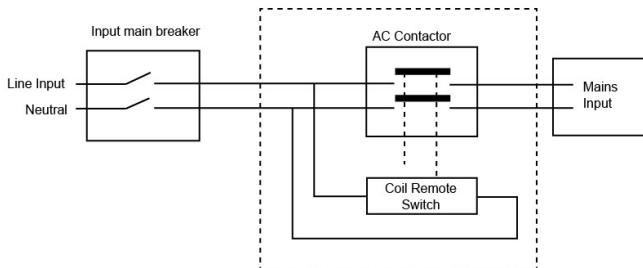 Input main breaker
AC Contactor
Line Input
Neutral
Mains
Input
Coil Remote
Switch